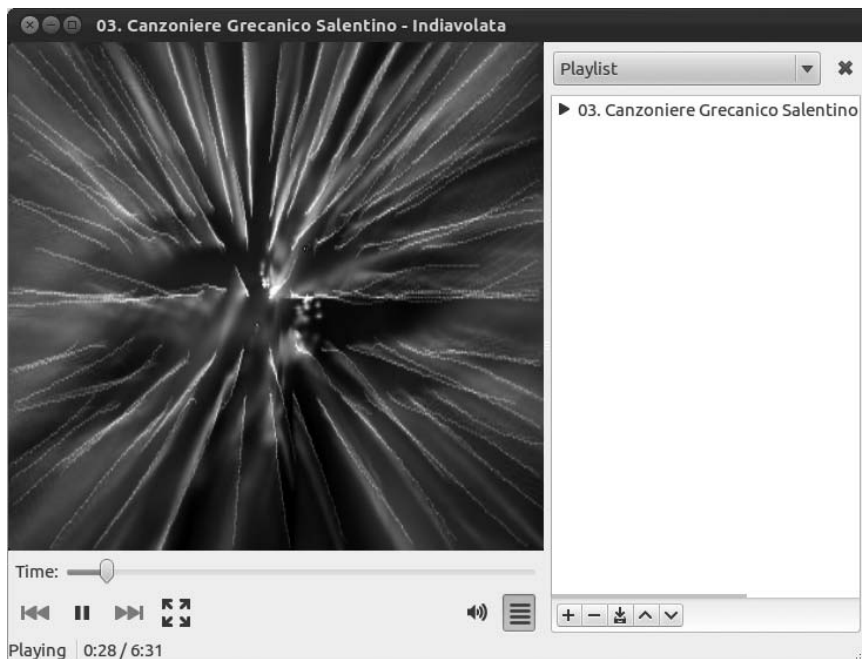 03. Canzoniere Grecanico Salentino - Indiavolata
Playlist
03. Canzoniere Grecanico Salentino
Time:
Playing 0:28 / 6:31